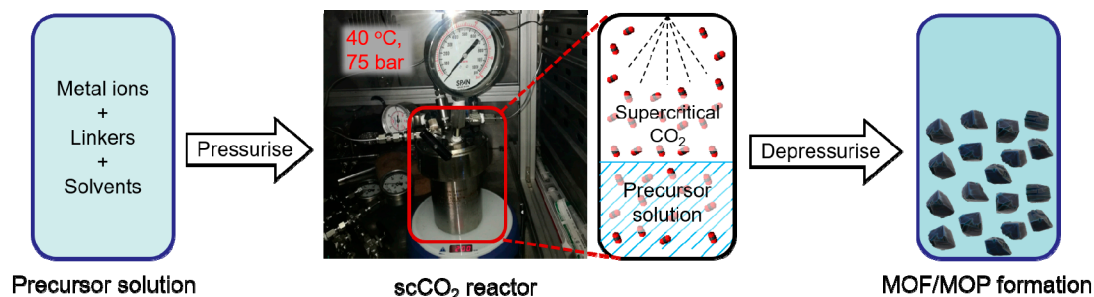 Metal ions
+
Linkers
+
Solvents
Pressurise
40 °C,
75 bar
SPAN
Supercritical
CO₂
Precursor
solution
Depressurise
Precursor solution
scCO₂ reactor
MOF/MOP formation